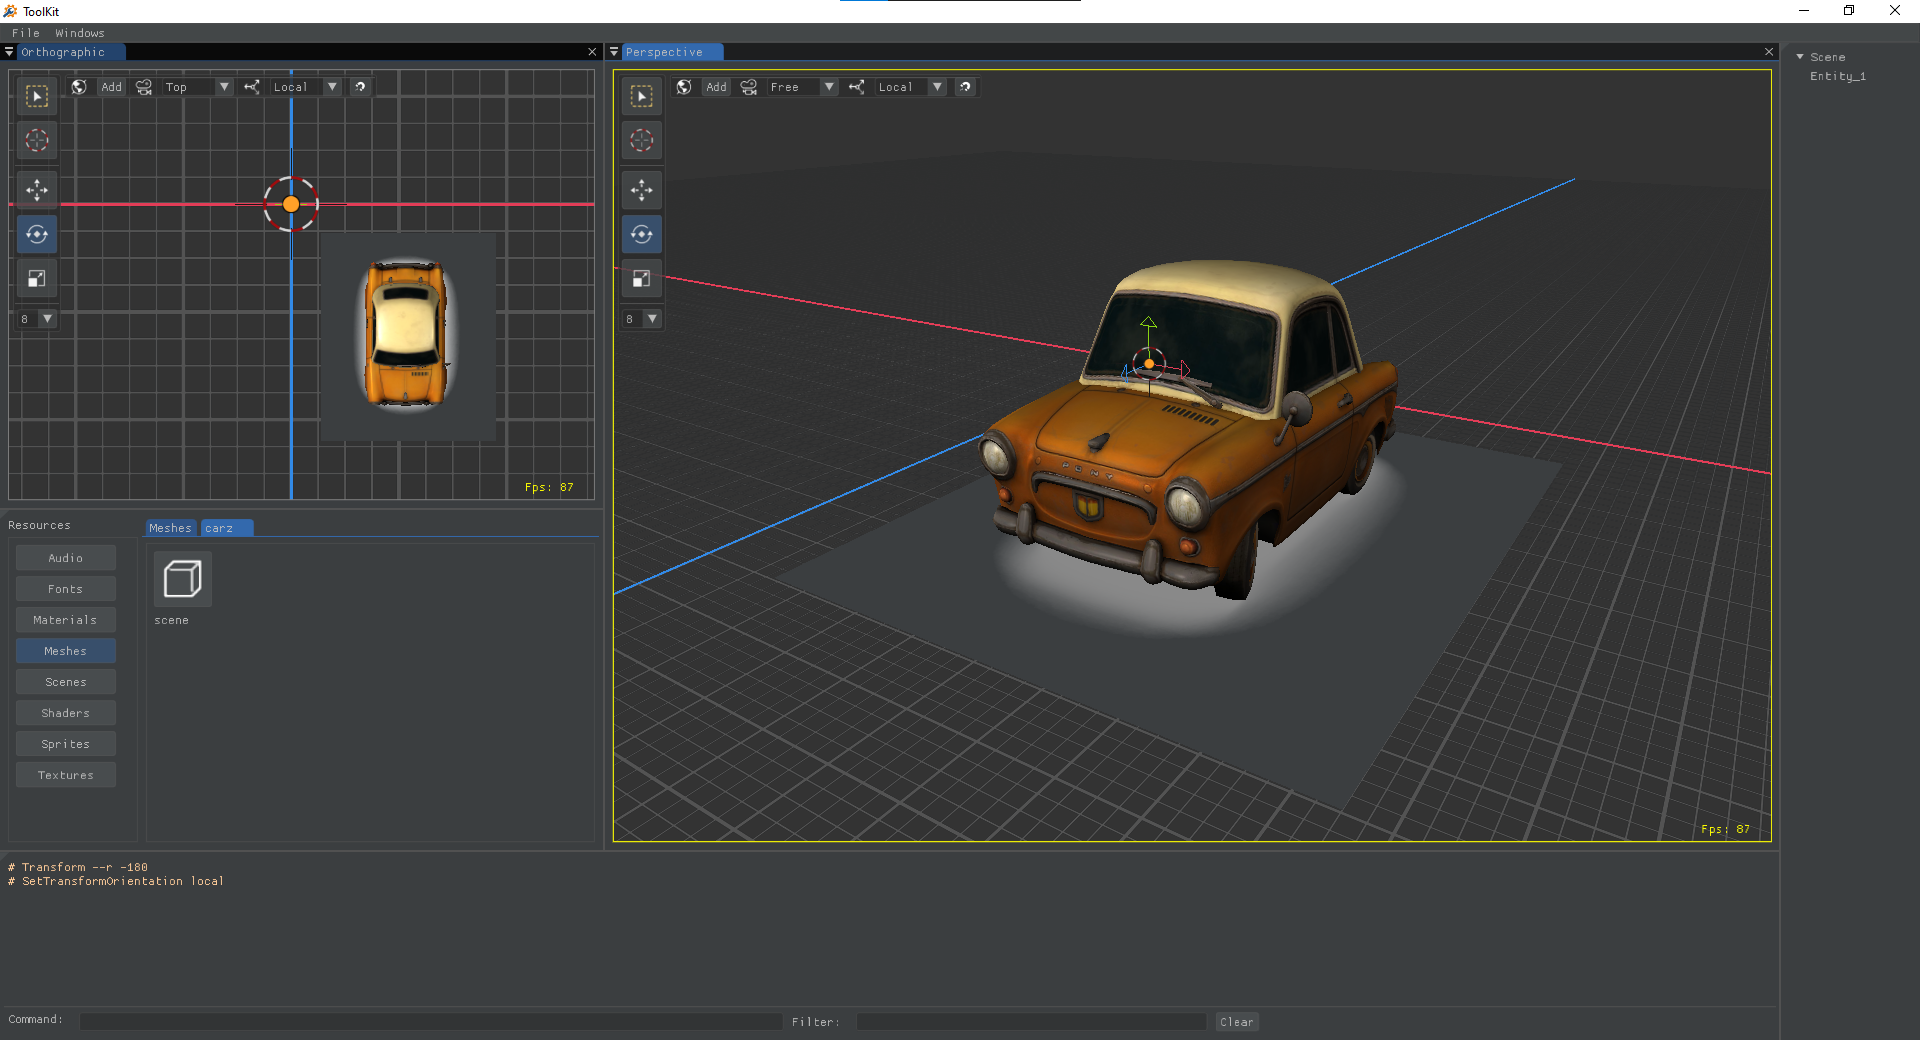 ToolKit
File Windows
Orthographic
Add Top Local
8
Fps: 87
Perspective
Add Free Local
8
PONY
Fps: 87
Scene
Entity_1
Resources
Audio
Fonts
Materials
Meshes
Scenes
Shaders
Sprites
Textures
Meshes carz
scene
# Transform --r -180
# SetTransformOrientation local
Command: Filter: Clear